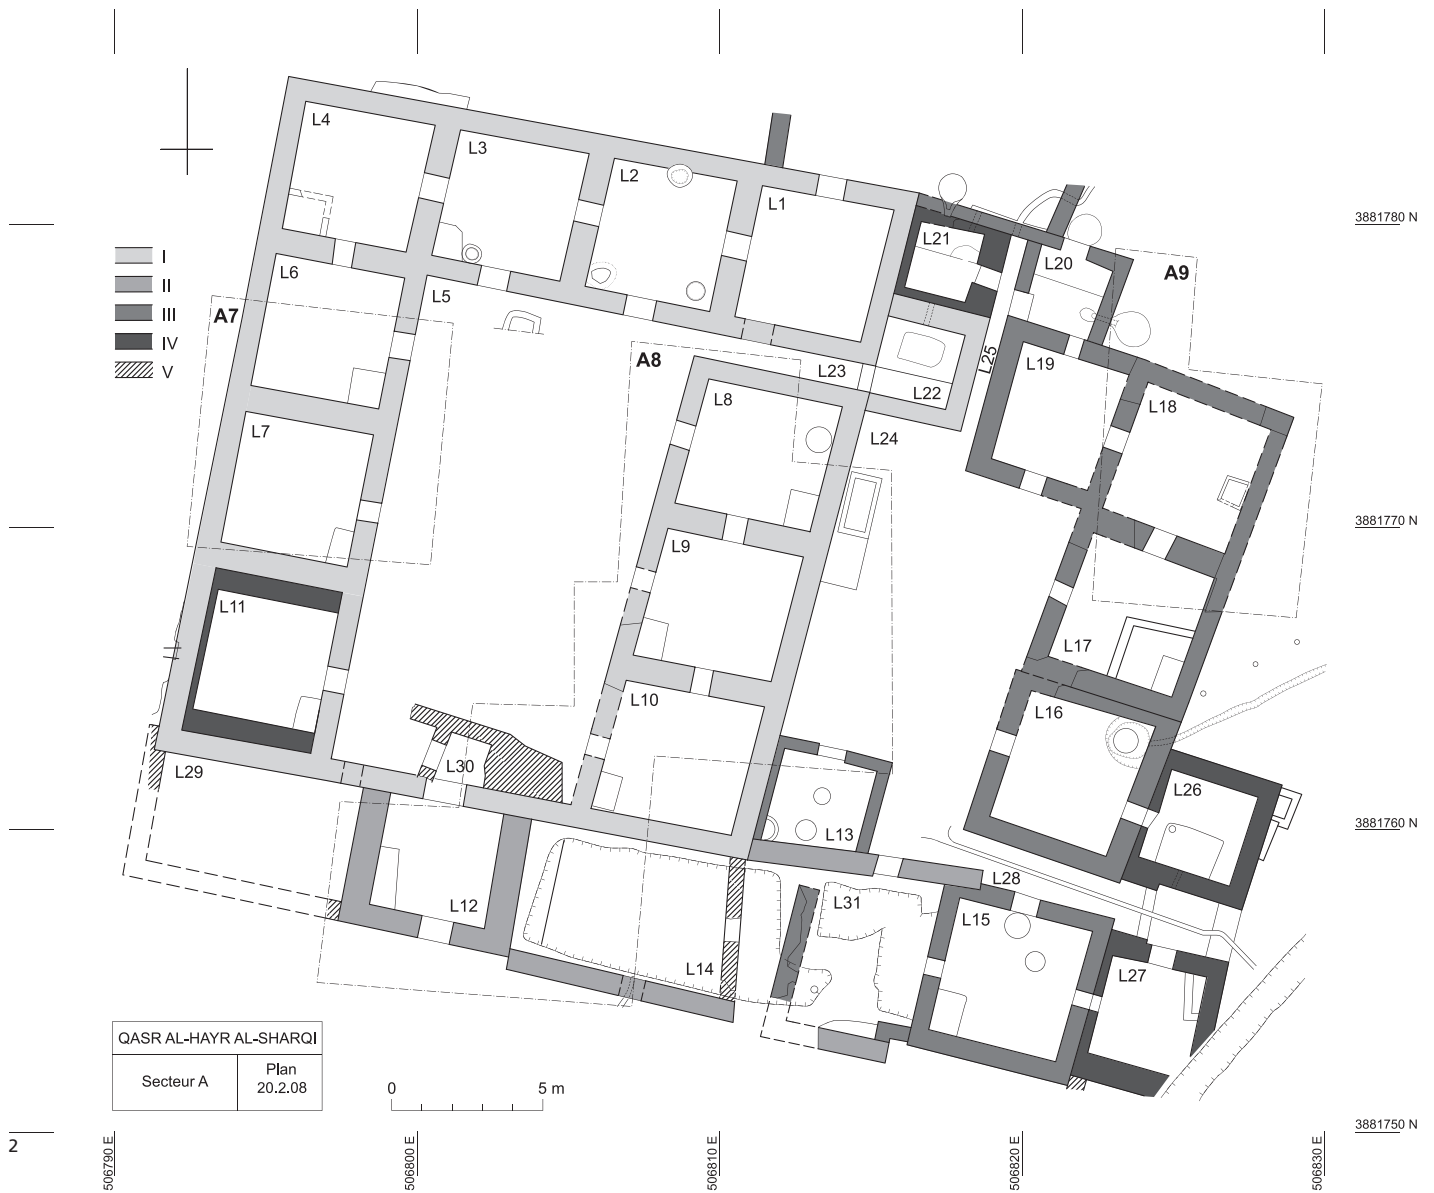 L4
L3
L2
L1
3881780 N
L21
L20
A9
I
II
III
IV
V
L6
L5
A7
A8
L25
L23
L22
L19
L8
L18
L24
L7
3881770 N
L9
L11
L17
L10
L16
L29
L30
L26
L13
3881760 N
L12
L28
L31
L15
L14
L27
QASR AL-HAYR AL-SHARQI
Secteur A
Plan
20.2.08
0
5 m
3881750 N
2
506790 E
506800 E
506810 E
506820 E
506830 E